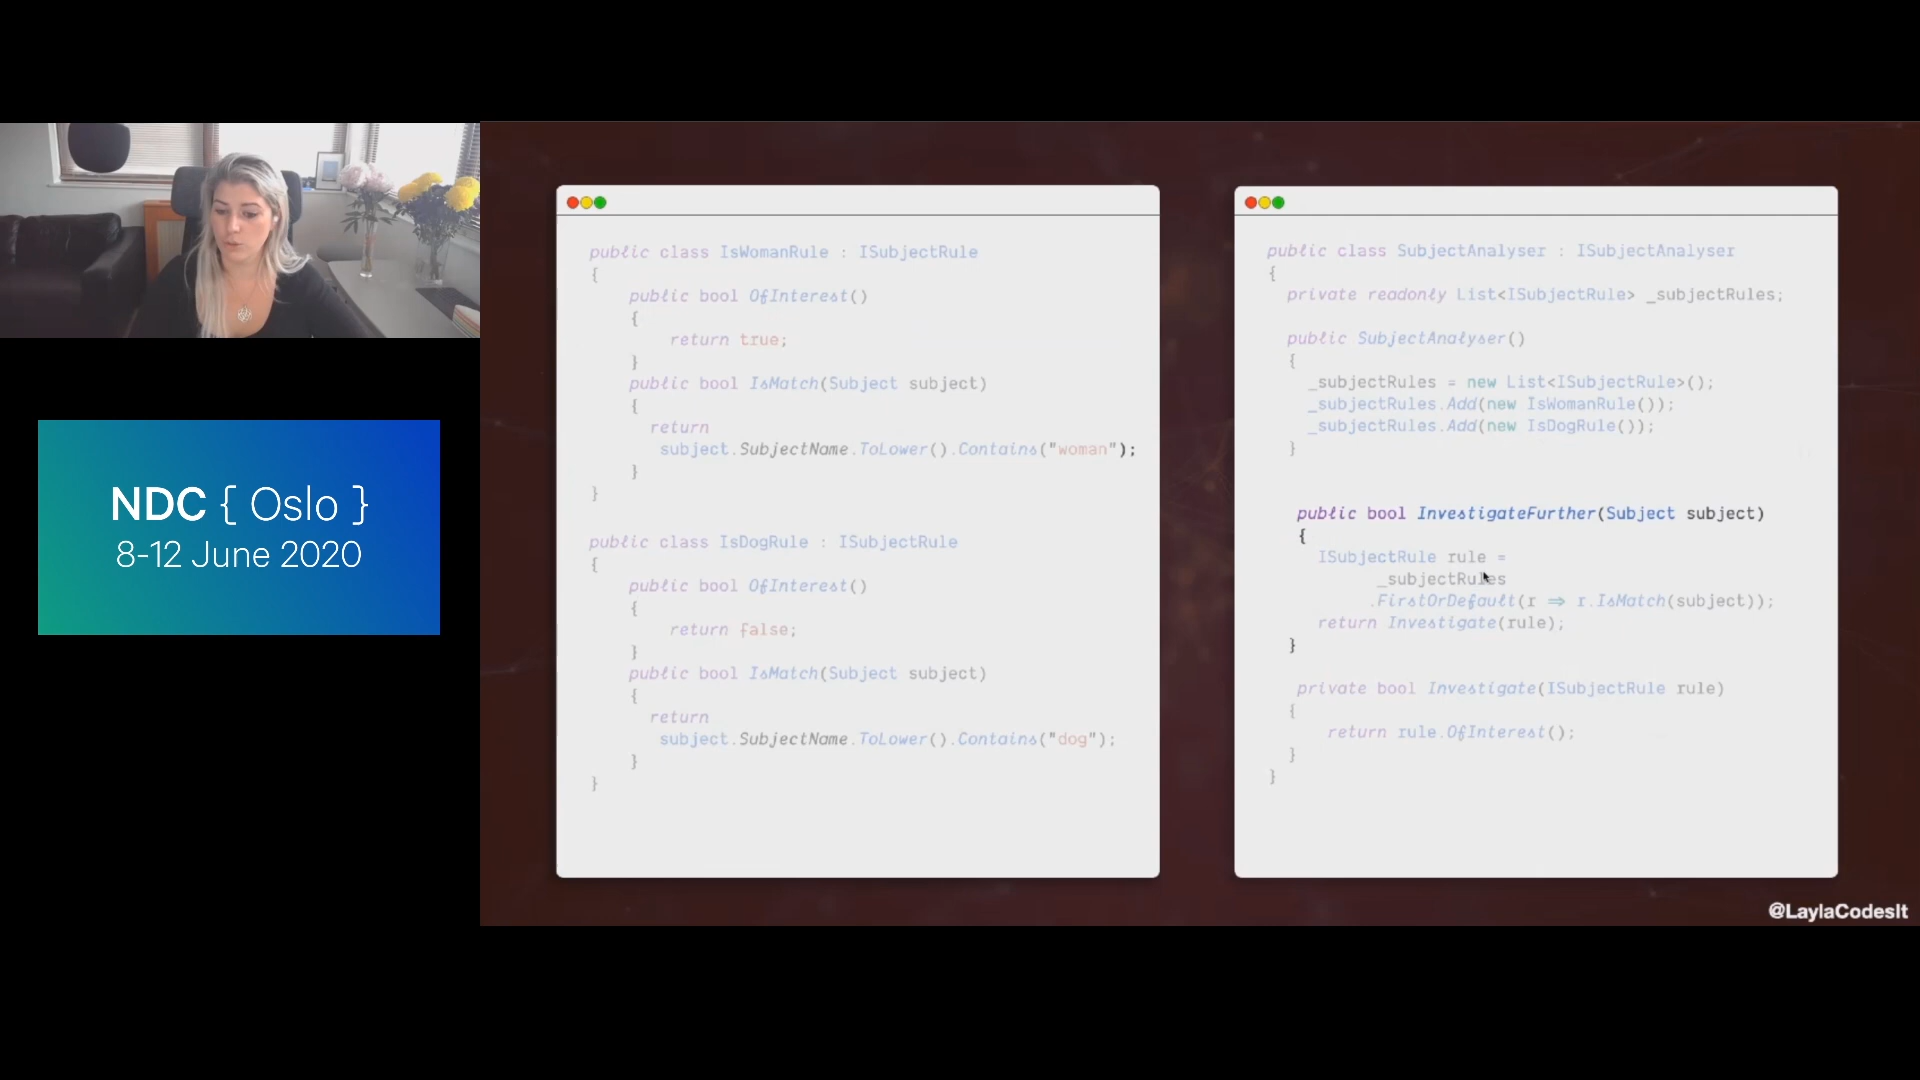 NDC { Oslo }
8-12 June 2020
public class IsWomanRule : ISubjectRule
{
public bool OfInterest()
{
return true;
}
public bool IsMatch(Subject subject)
{
return
subject.SubjectName.ToLower().Contains("woman");
}
}
public class IsDogRule : ISubjectRule
{
public bool OfInterest()
{
return false;
}
public bool IsMatch(Subject subject)
{
return
subject.SubjectName.ToLower().Contains("dog");
}
}
public class SubjectAnalyser : ISubjectAnalyser
{
private readonly List<ISubjectRule> _subjectRules;
public SubjectAnalyser()
{
_subjectRules = new List<ISubjectRule>();
_subjectRules.Add(new IsWomanRule());
_subjectRules.Add(new IsDogRule());
}
public bool InvestigateFurther(Subject subject)
{
ISubjectRule rule =
_subjectRules
.FirstOrDefault(r => r.IsMatch(subject));
return Investigate(rule);
}
private bool Investigate(ISubjectRule rule)
{
return rule.OfInterest();
}
}
@LaylaCodesIt